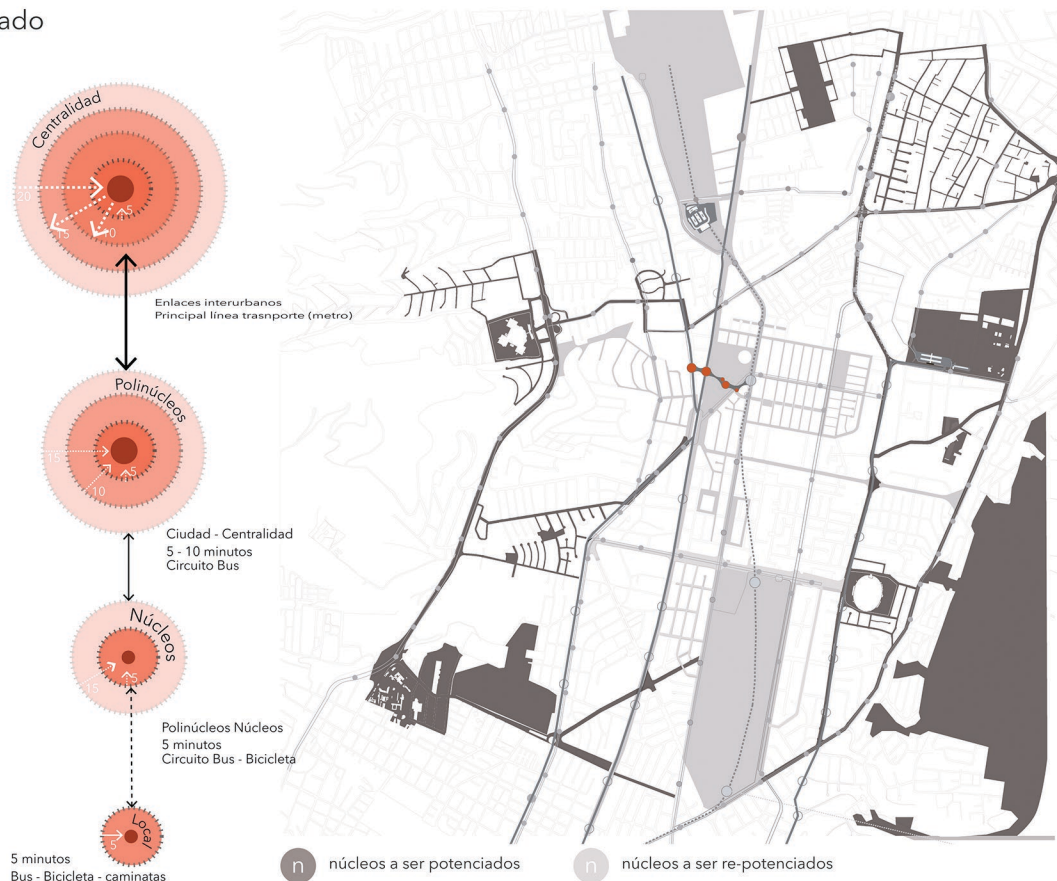 ado
Centralidad
20
15
10
5
Enlaces interurbanos
Principal línea trasnporte (metro)
Polinúcleos
15
10
5
Ciudad - Centralidad
5 - 10 minutos
Circuito Bus
Núcleos
15
5
Polinúcleos Núcleos
5 minutos
Circuito Bus - Bicicleta
Local
5
5 minutos
Bus - Bicicleta - caminatas
n núcleos a ser potenciados
n núcleos a ser re-potenciados